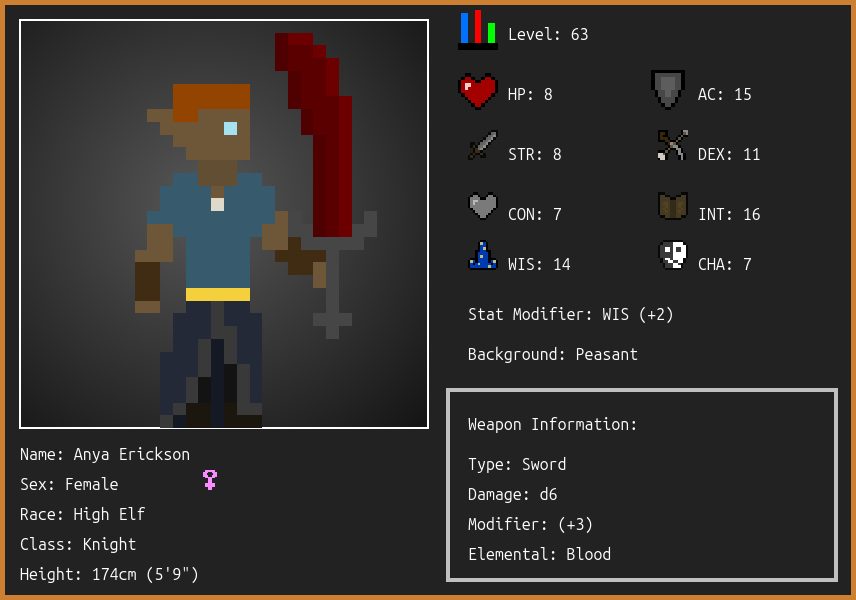 Level: 63
HP: 8
AC: 15
STR: 8
DEX: 11
CON: 7
INT: 16
WIS: 14
CHA: 7
Stat Modifier: WIS (+2)
Background: Peasant
Weapon Information:
Type: Sword
Damage: d6
Modifier: (+3)
Elemental: Blood
Name: Anya Erickson
Sex: Female
Race: High Elf
Class: Knight
Height: 174cm (5'9")